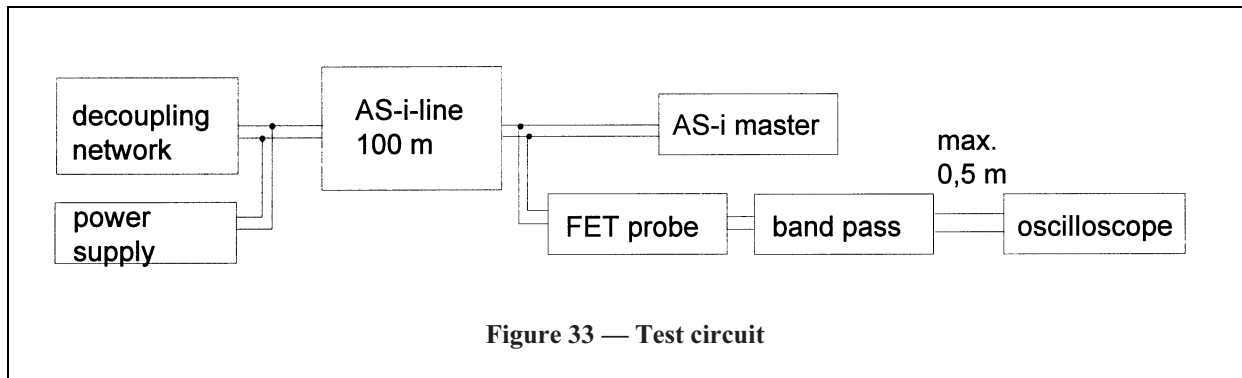 decoupling
network
power
supply
AS-i-line
100 m
AS-i master
FET probe
band pass
max.
0,5 m
oscilloscope
Figure 33 — Test circuit